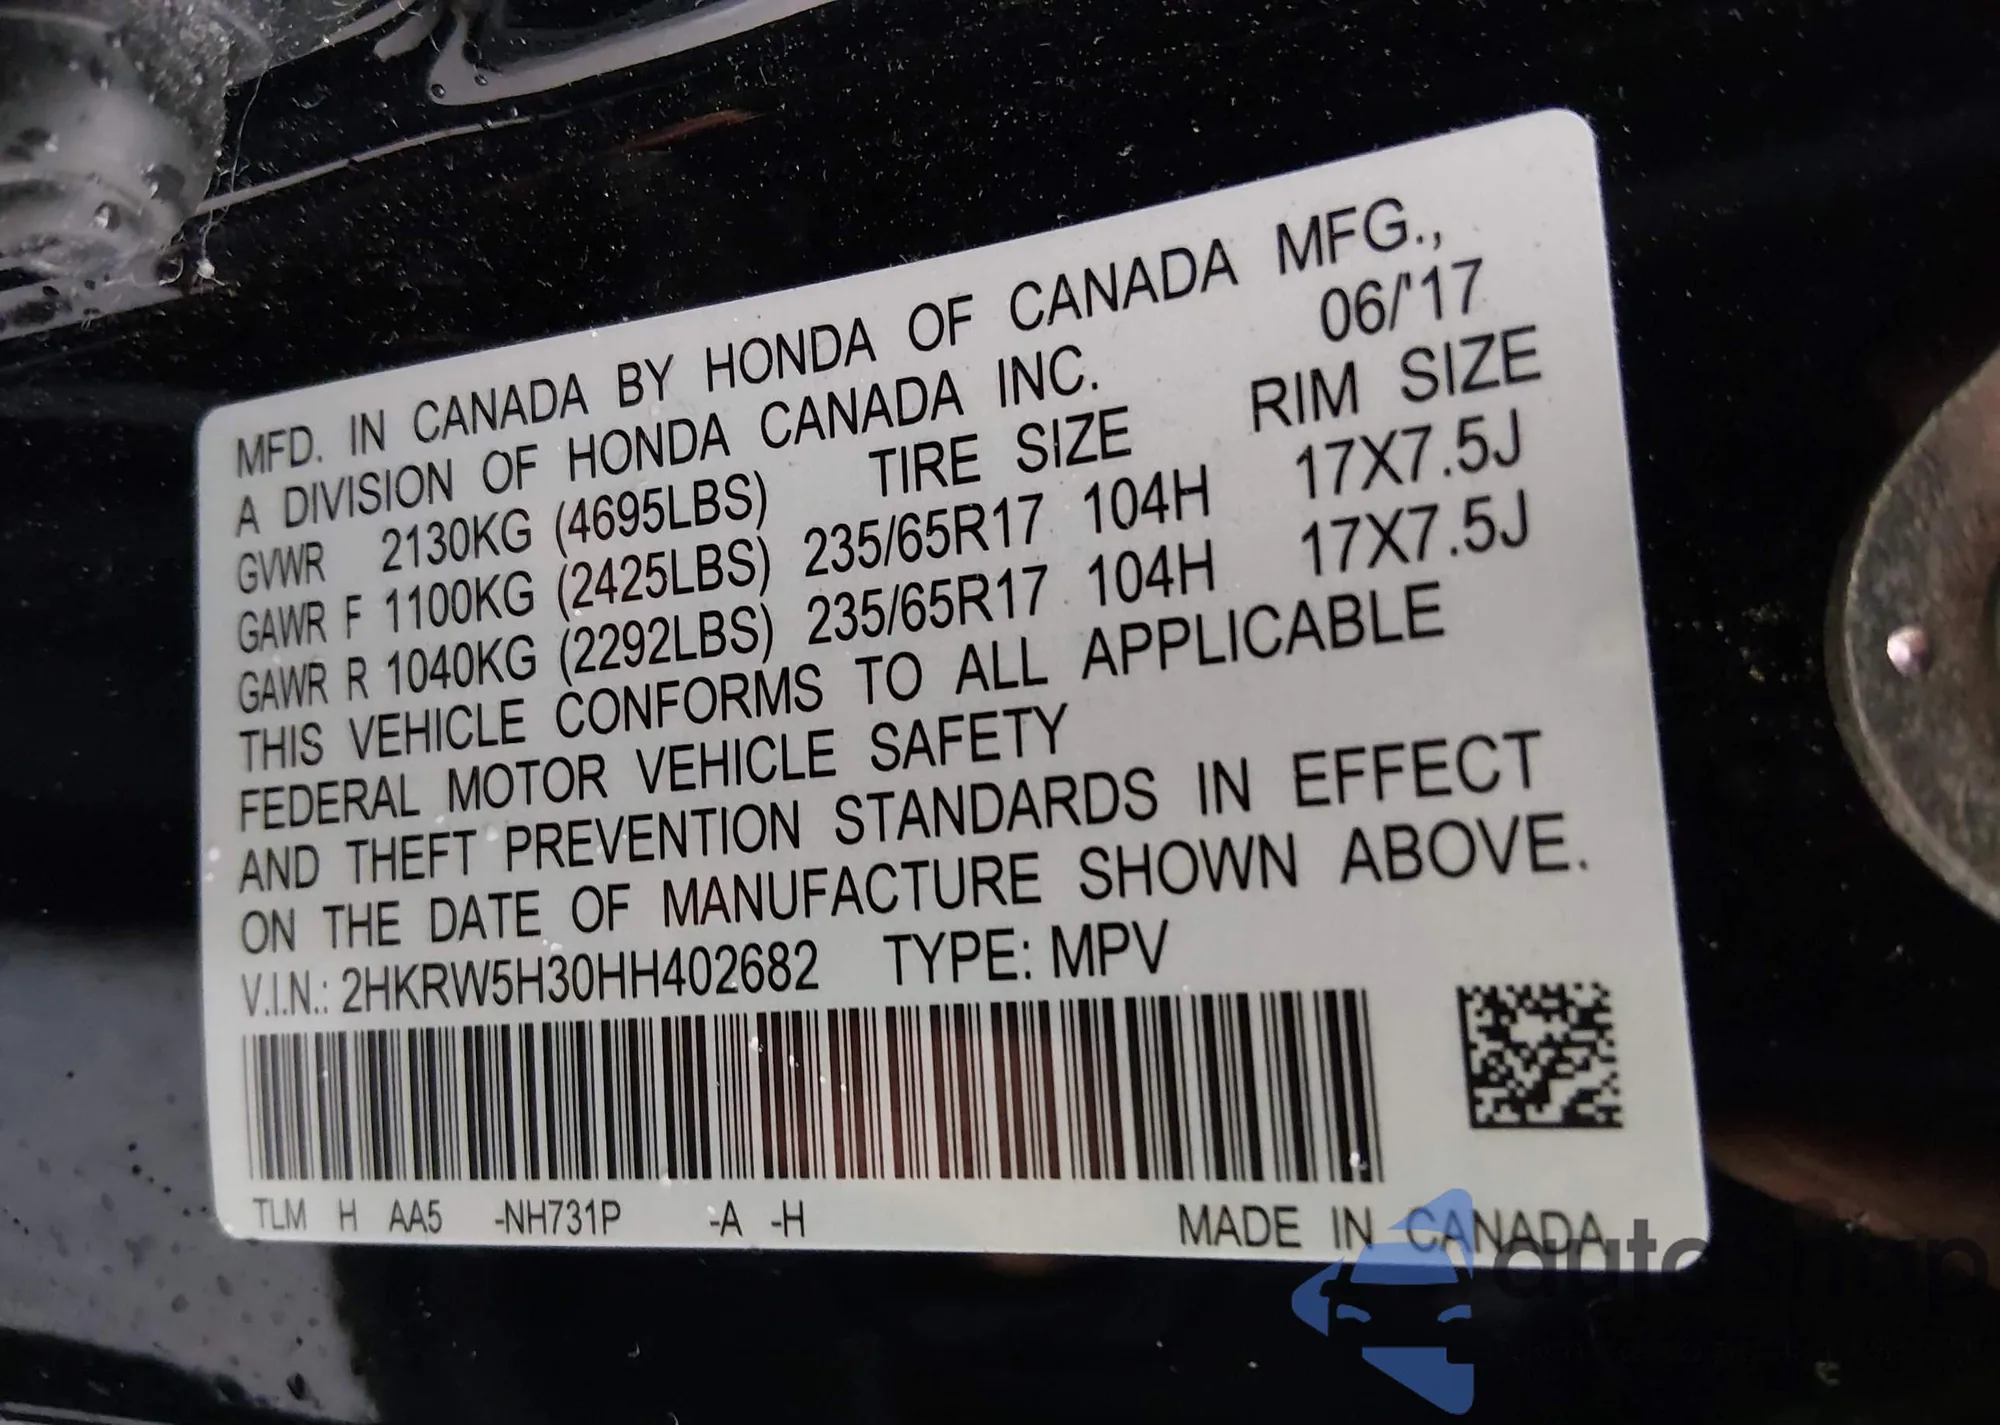 MFD. IN CANADA BY HONDA OF CANADA MFG.,
A DIVISION OF HONDA CANADA INC. 06/'17
GVWR 2130KG (4695LBS) TIRE SIZE RIM SIZE
GAWR F 1100KG (2425LBS) 235/65R17 104H 17X7.5J
GAWR R 1040KG (2292LBS) 235/65R17 104H 17X7.5J
THIS VEHICLE CONFORMS TO ALL APPLICABLE
FEDERAL MOTOR VEHICLE SAFETY
AND THEFT PREVENTION STANDARDS IN EFFECT
ON THE DATE OF MANUFACTURE SHOWN ABOVE.
V.I.N.: 2HKRW5H30HH402682 TYPE: MPV
TLM H AA5 -NH731P -A -H MADE IN CANADA